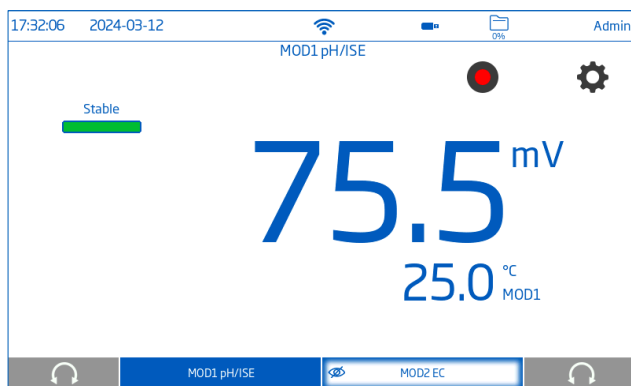 17:32:06 2024-03-12 0% Admin
MOD1 pH/ISE
Stable
75.5 mV
25.0 °C
MOD1
MOD1 pH/ISE MOD2 EC